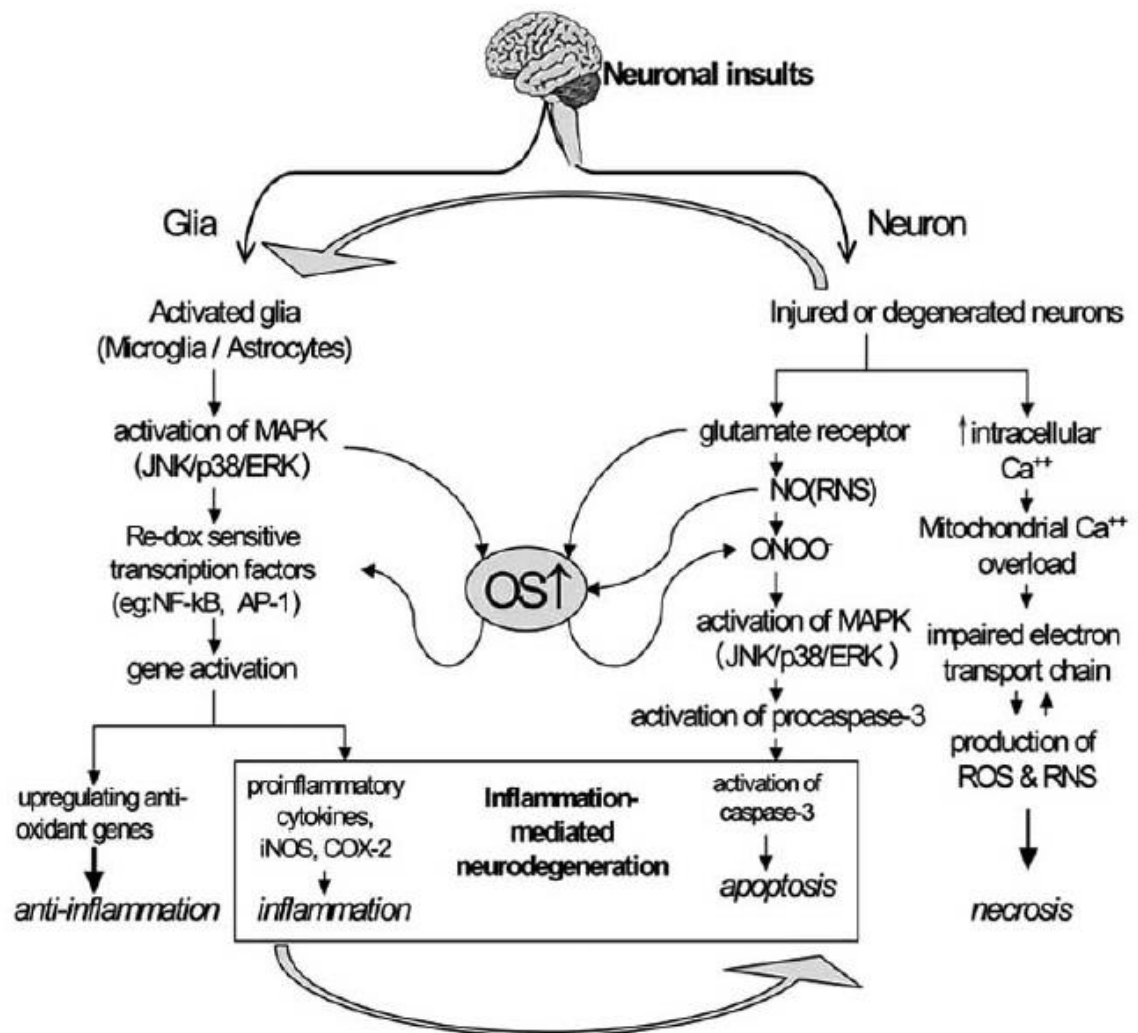 Neuronal insults
Glia
Neuron
Activated glia
(Microglia / Astrocytes)
activation of MAPK
(JNK/p38/ERK)
Re-dox sensitive
transcription factors
(eg:NF-kB, AP-1)
gene activation
upregulating anti-
oxidant genes
anti-inflammation
proinflammatory
cytokines,
iNOS, COX-2
inflammation
Inflammation-
mediated
neurodegeneration
OS↑
Injured or degenerated neurons
glutamate receptor
NO(RNS)
ONOO⁻
activation of MAPK
(JNK/p38/ERK )
activation of procaspase-3
activation of
caspase-3
apoptosis
↑intracellular
Ca⁺⁺
Mitochondrial Ca⁺⁺
overload
impaired electron
transport chain
production of
ROS & RNS
necrosis